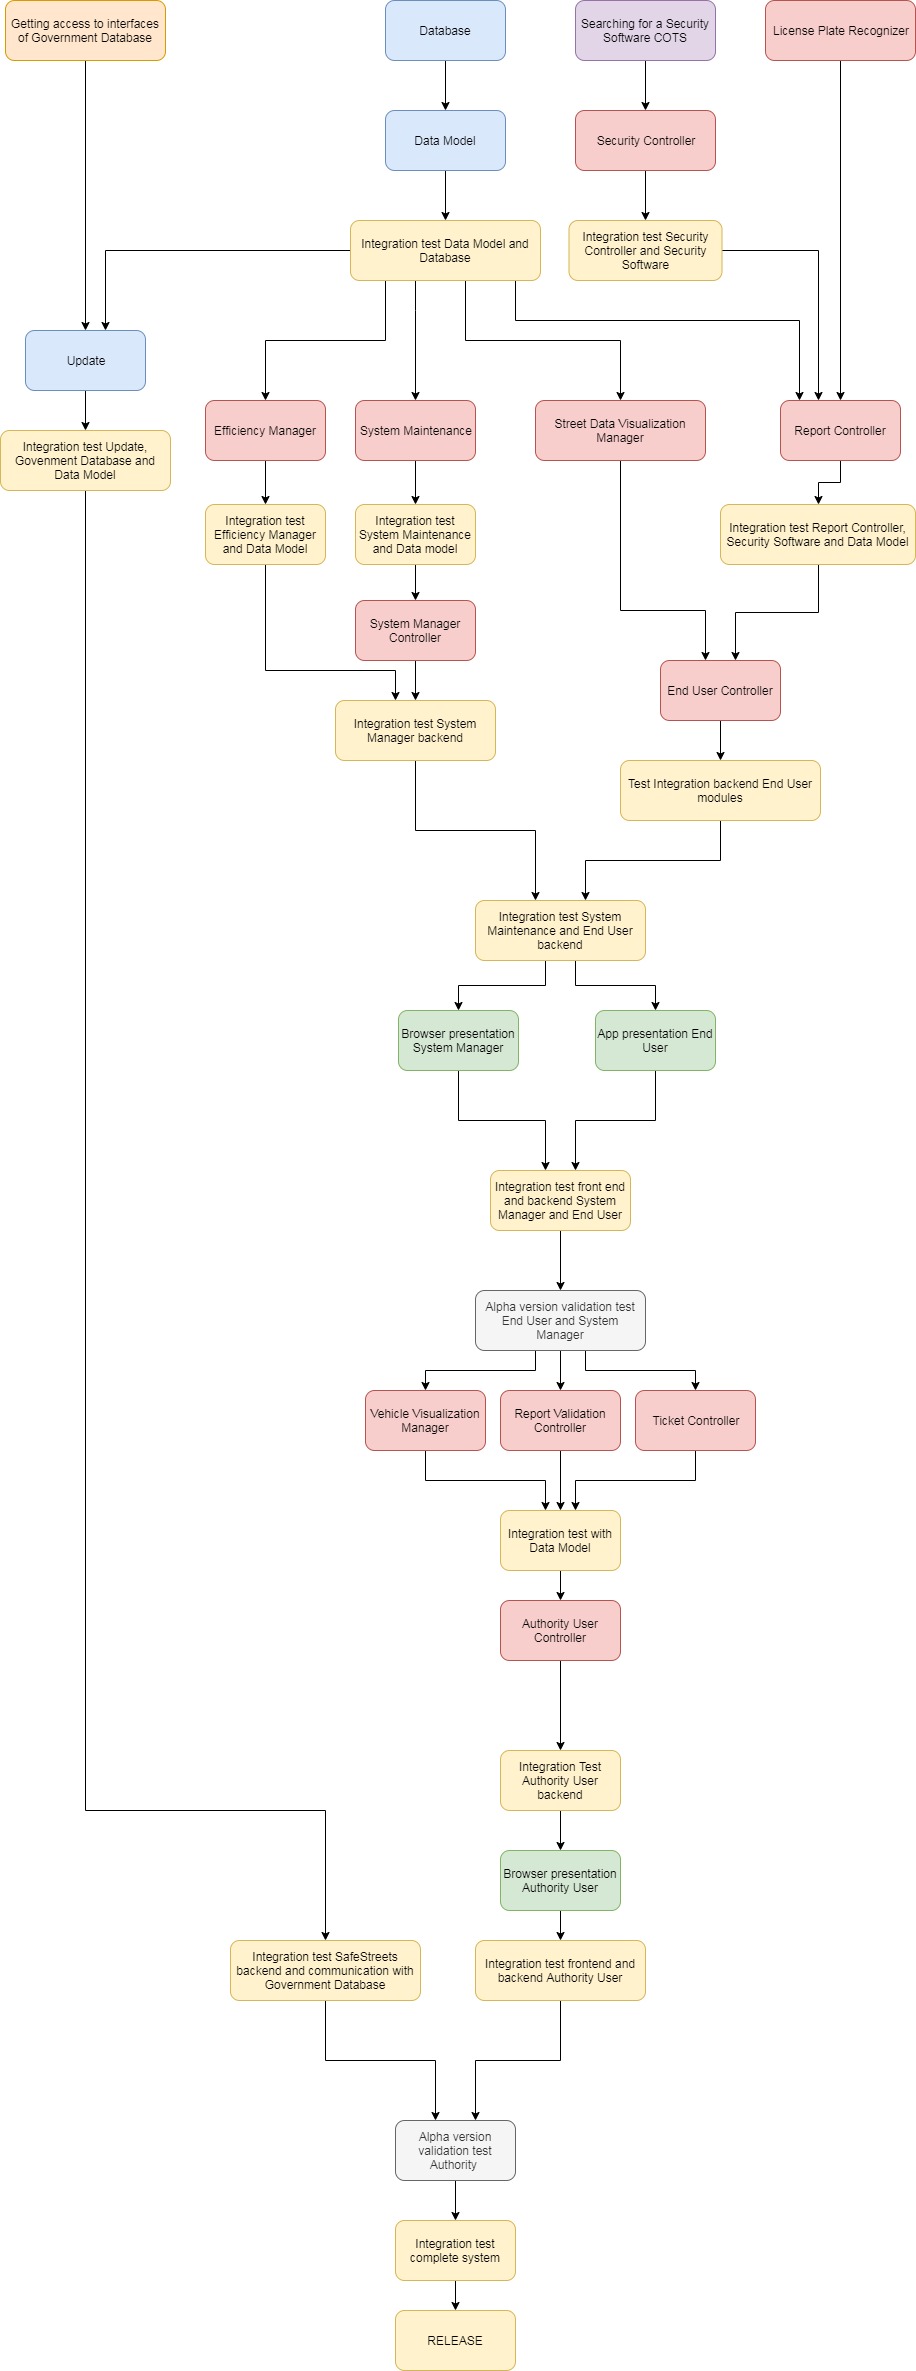 Getting access to interfaces
of Government Database
Database
Searching for a Security
Software COTS
License Plate Recognizer
Data Model
Security Controller
Integration test Data Model and
Database
Integration test Security
Controller and Security
Software
Update
Efficiency Manager
System Maintenance
Street Data Visualization
Manager
Report Controller
Integration test Update,
Govenment Database and
Data Model
Integration test
Efficiency Manager
and Data Model
Integration test
System Maintenance
and Data model
Integration test Report Controller,
Security Software and Data Model
System Manager
Controller
End User Controller
Integration test System
Manager backend
Test Integration backend End User
modules
Integration test System
Maintenance and End User
backend
Browser presentation
System Manager
App presentation End
User
Integration test front end
and backend System
Manager and End User
Alpha version validation test
End User and System
Manager
Vehicle Visualization
Manager
Report Validation
Controller
Ticket Controller
Integration test with
Data Model
Authority User
Controller
Integration Test
Authority User
backend
Browser presentation
Authority User
Integration test SafeStreets
backend and communication with
Government Database
Integration test frontend and
backend Authority User
Alpha version
validation test
Authority
Integration test
complete system
RELEASE